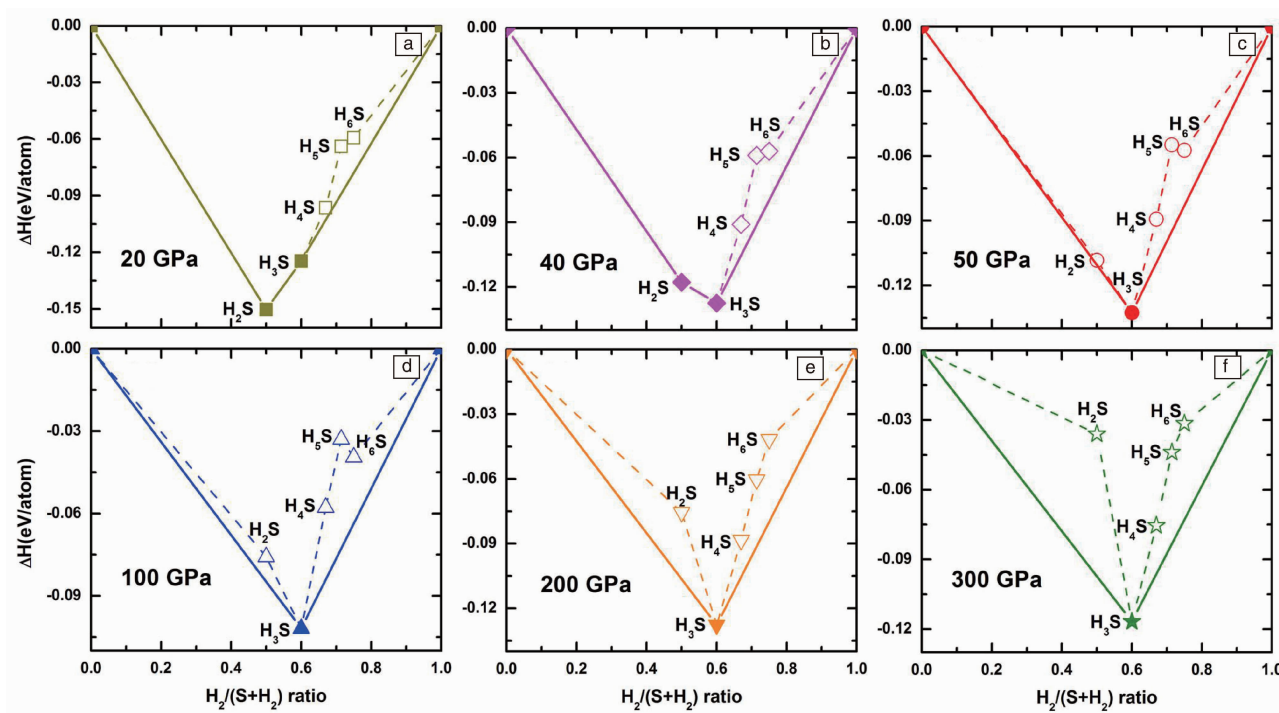 0.00
-0.03
-0.06
-0.09
-0.12
-0.15
ΔH(eV/atom)
a
H₆S
H₅S
H₄S
H₃S
H₂S
20 GPa
0.00
-0.03
-0.06
-0.09
-0.12
b
H₆S
H₅S
H₄S
H₂S
H₃S
40 GPa
0.00
-0.03
-0.06
-0.09
-0.12
c
H₆S
H₅S
H₄S
H₂S
H₃S
50 GPa
0.00
-0.03
-0.06
-0.09
ΔH(eV/atom)
d
H₅S
H₆S
H₄S
H₂S
H₃S
100 GPa
0.0 0.2 0.4 0.6 0.8 1.0
H₂/(S+H₂) ratio
0.00
-0.03
-0.06
-0.09
-0.12
e
H₆S
H₅S
H₂S
H₄S
H₃S
200 GPa
0.0 0.2 0.4 0.6 0.8 1.0
H₂/(S+H₂) ratio
0.00
-0.03
-0.06
-0.09
-0.12
f
H₂S
H₆S
H₅S
H₄S
H₃S
300 GPa
0.0 0.2 0.4 0.6 0.8 1.0
H₂/(S+H₂) ratio